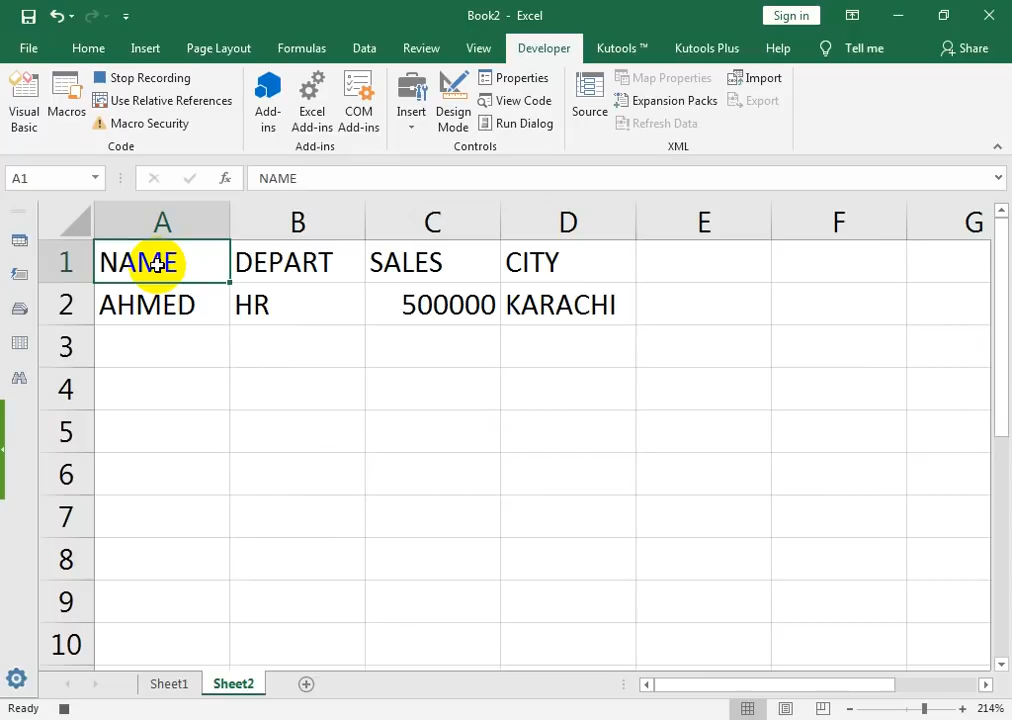 Book2 - Excel
Sign in
File Home Insert Page Layout Formulas Data Review View Developer Kutools ™ Kutools Plus Help Tell me Share
Visual Basic
Macros
Stop Recording
Use Relative References
Macro Security
Code
Add-ins
Excel Add-ins
COM Add-ins
Add-ins
Insert
Design Mode
Properties
View Code
Run Dialog
Controls
Source
Map Properties
Expansion Packs
Refresh Data
Import
Export
XML
A1 fx NAME
A B C D E F G
1 NAME DEPART SALES CITY
2 AHMED HR 500000 KARACHI
3
4
5
6
7
8
9
10
Sheet1 Sheet2
Ready 214%